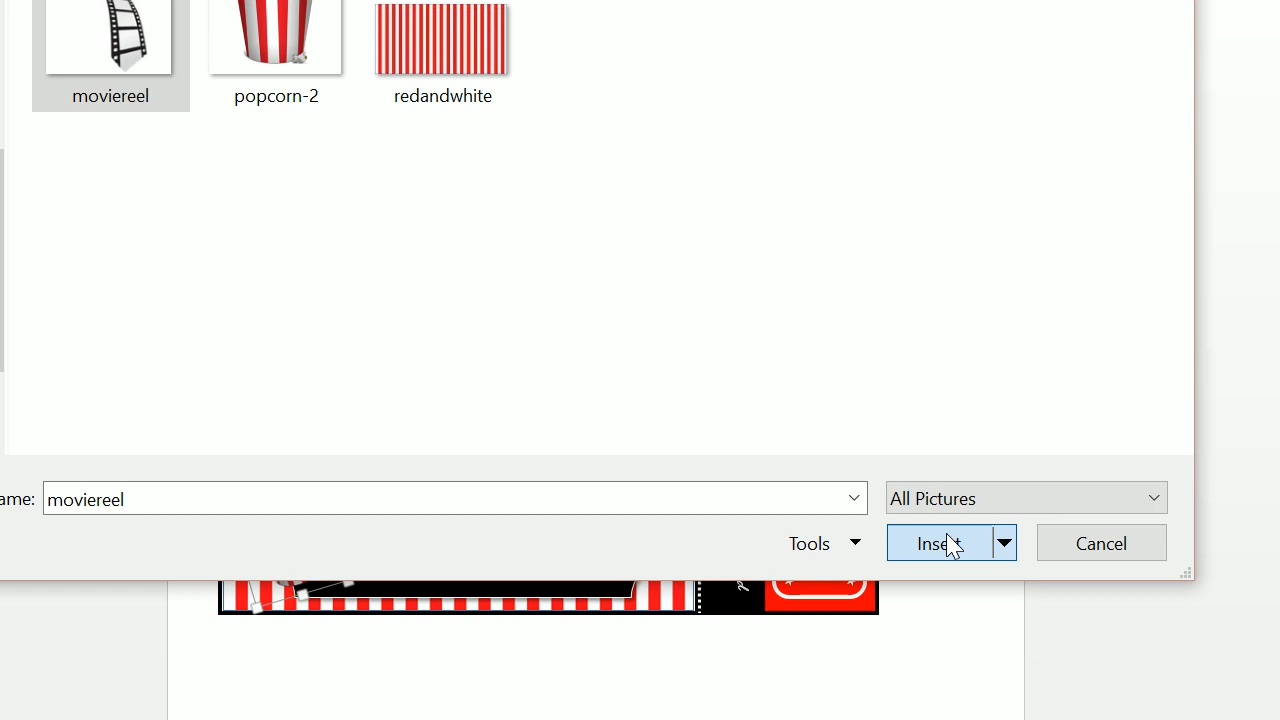 moviereel
popcorn-2
redandwhite
ame: moviereel
All Pictures
Tools
Insert
Cancel